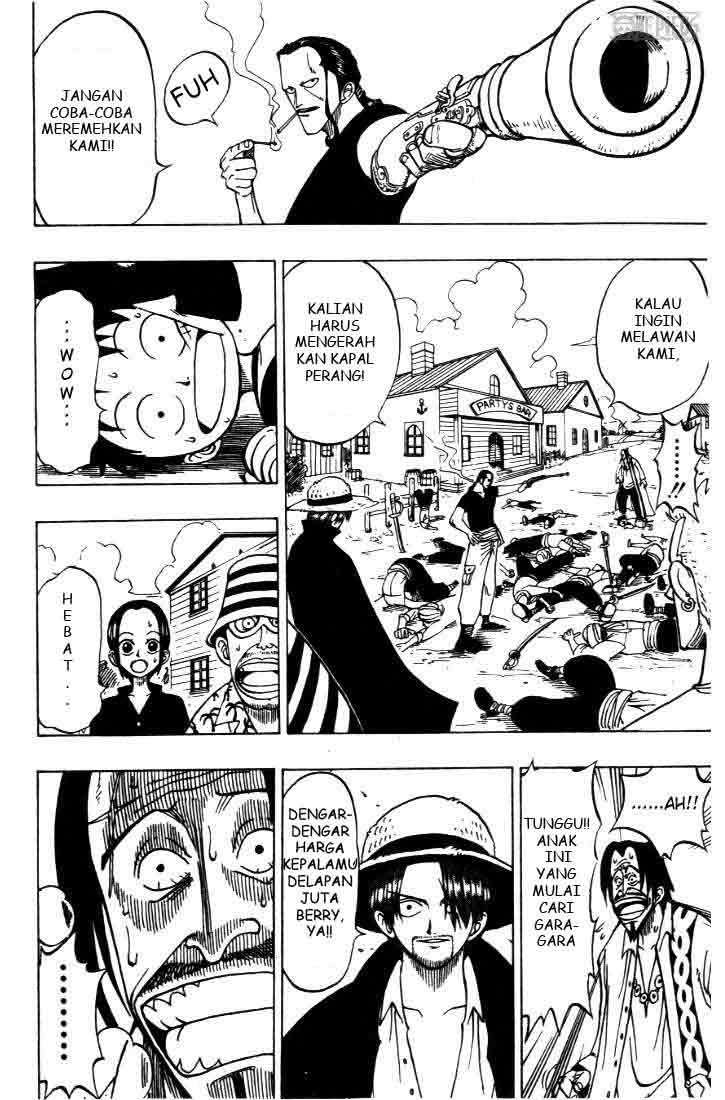 JANGAN
COBA-COBA
MEREMEHKAN
KAMI!!
FUH
KALAU
INGIN
MELAWAN
KAMI,
KALIAN
HARUS
MENGERAH
KAN KAPAL
PERANG!
PARTYS BAR
......!!
...WOW...
HEBAT..
......AH!!
TUNGGU!!
ANAK
INI
YANG
MULAI
CARI
GARA-
GARA
DENGAR-
DENGAR
HARGA
KEPALAMU
DELAPAN
JUTA
BERRY,
YA!!
........